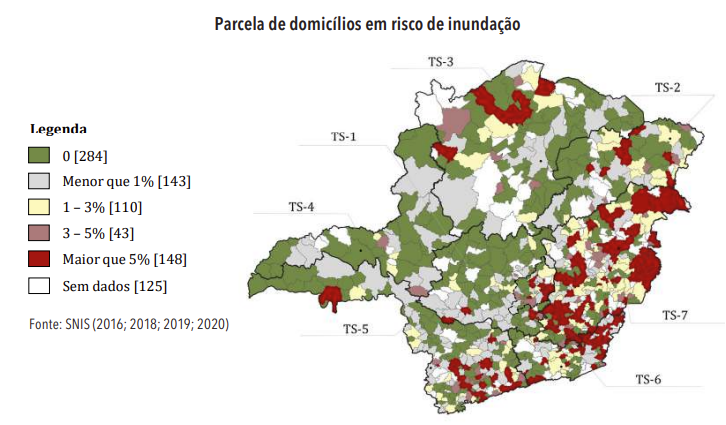 Parcela de domicílios em risco de inundação
TS-3
TS-2
Legenda
0 [284]
TS-1
Menor que 1% [143]
1 – 3% [110]
TS-4
3 – 5% [43]
Maior que 5% [148]
Sem dados [125]
TS-7
Fonte: SNIS (2016; 2018; 2019; 2020)
TS-5
TS-6